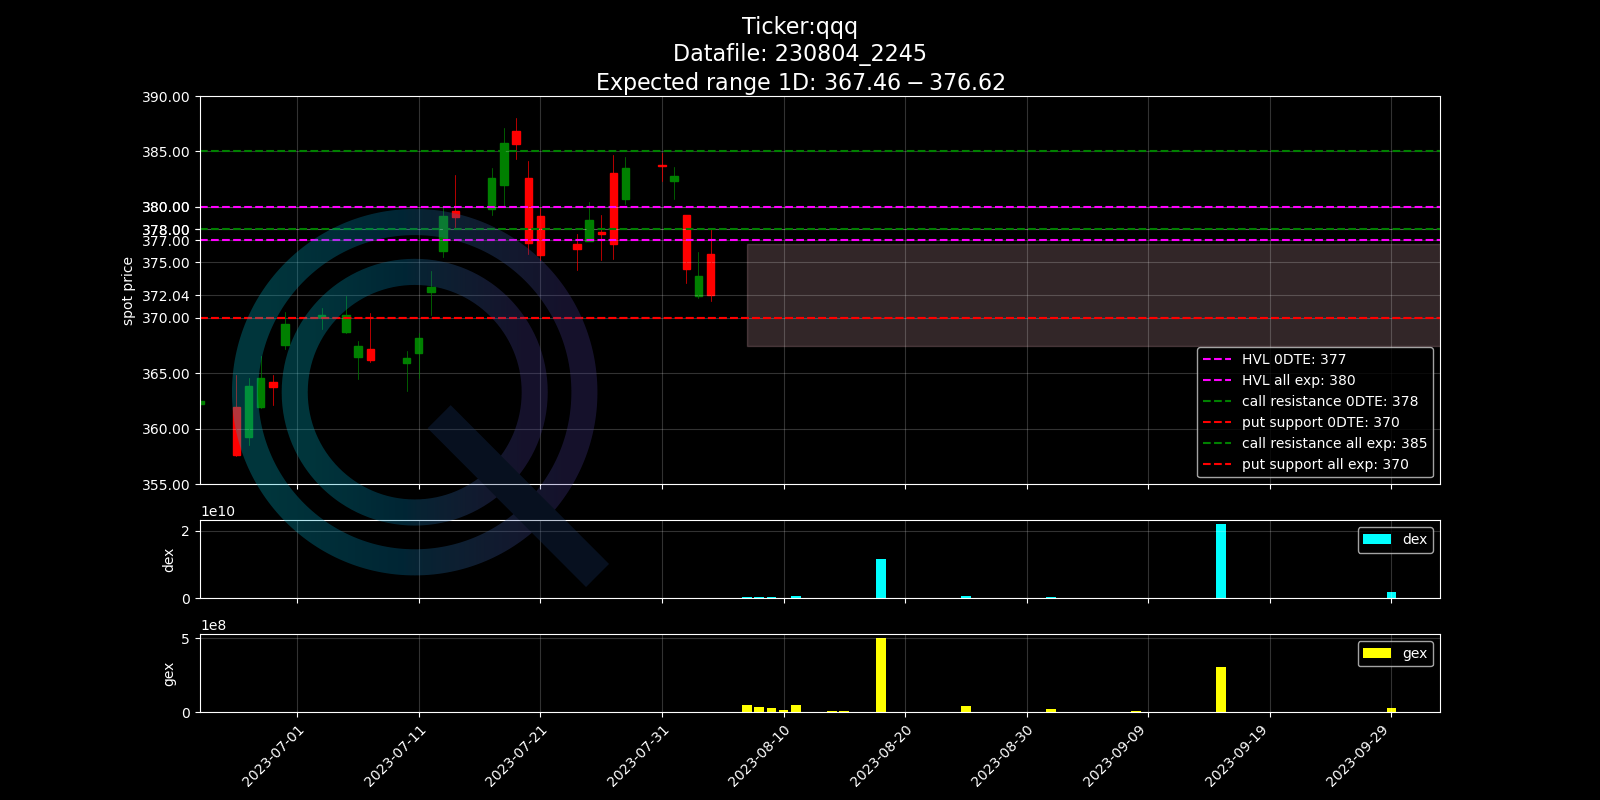 Ticker:qqq
Datafile: 230804_2245
Expected range 1D: 367.46 − 376.62
390.00
385.00
380.00
378.00
377.00
375.00
372.04
370.00
365.00
360.00
355.00
spot price
HVL 0DTE: 377
HVL all exp: 380
call resistance 0DTE: 378
put support 0DTE: 370
call resistance all exp: 385
put support all exp: 370
1e10
2
0
dex
dex
1e8
5
0
gex
gex
2023-07-01
2023-07-11
2023-07-21
2023-07-31
2023-08-10
2023-08-20
2023-08-30
2023-09-09
2023-09-19
2023-09-29